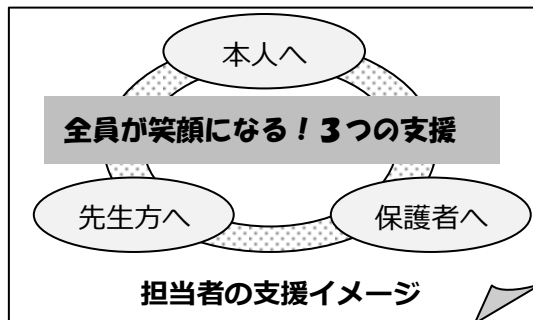 本人へ
全員が笑顔になる！３つの支援
先生方へ
保護者へ
担当者の支援イメージ